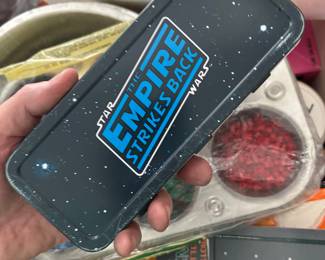 STAR
THE
EMPIRE
STRIKES BACK
WARS